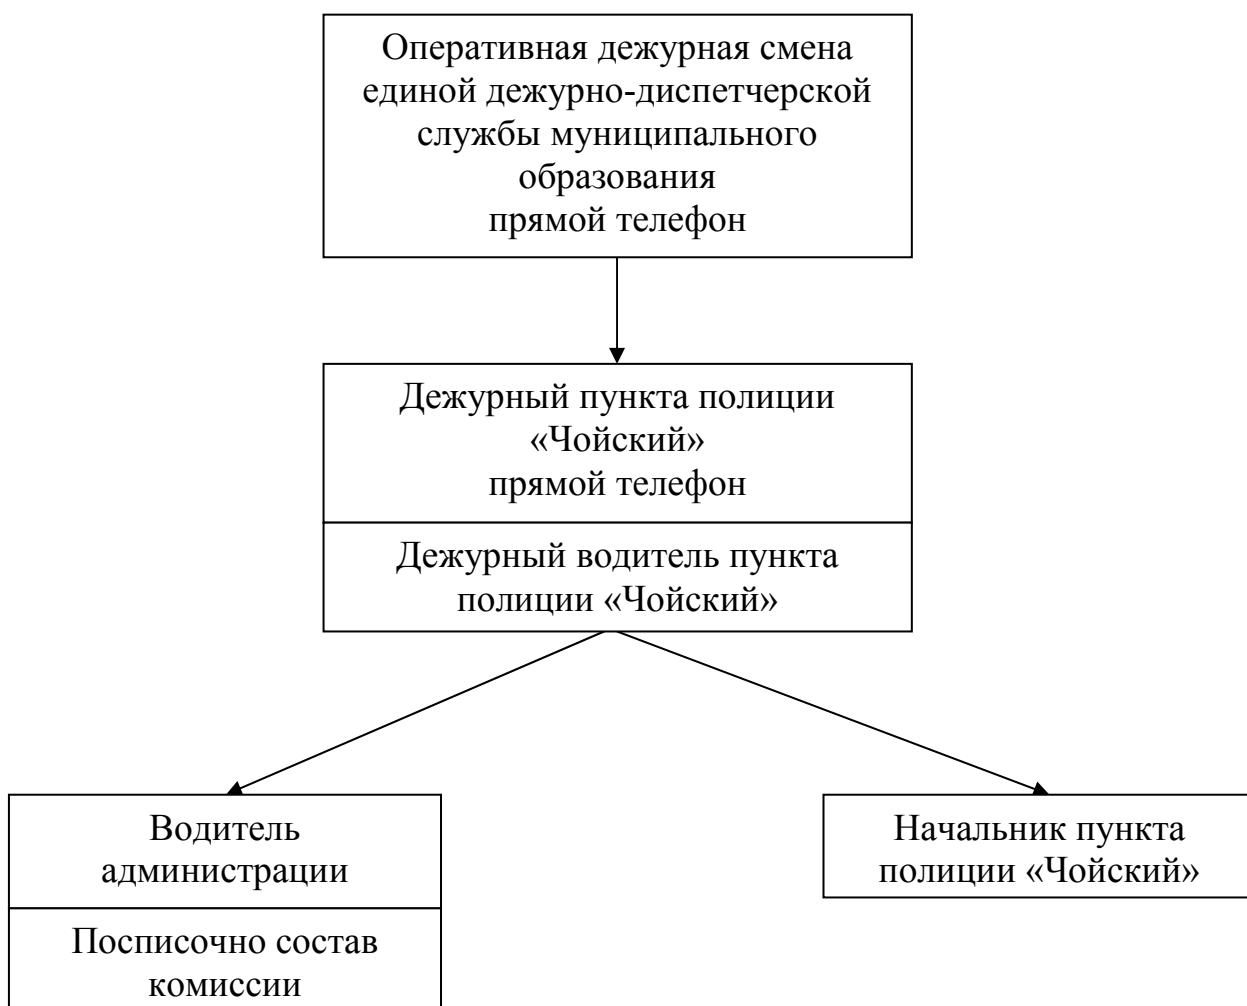 Оперативная дежурная смена
единой дежурно-диспетчерской
службы муниципального
образования
прямой телефон
Дежурный пункта полиции
«Чойский»
прямой телефон
Дежурный водитель пункта
полиции «Чойский»
Водитель
администрации
Посписочно состав
комиссии
Начальник пункта
полиции «Чойский»